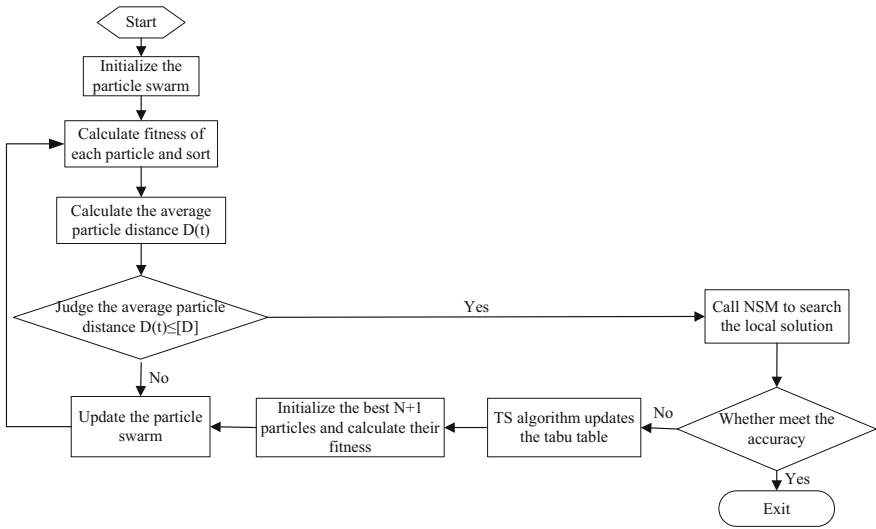 Start
Initialize the
particle swarm
Calculate fitness of
each particle and sort
Calculate the average
particle distance D(t)
Judge the average particle
distance D(t)≤[D]
Yes
Call NSM to search
the local solution
No
Update the particle
swarm
Initialize the best N+1
particles and calculate their
fitness
TS algorithm updates
the tabu table
No
Whether meet the
accuracy
Yes
Exit